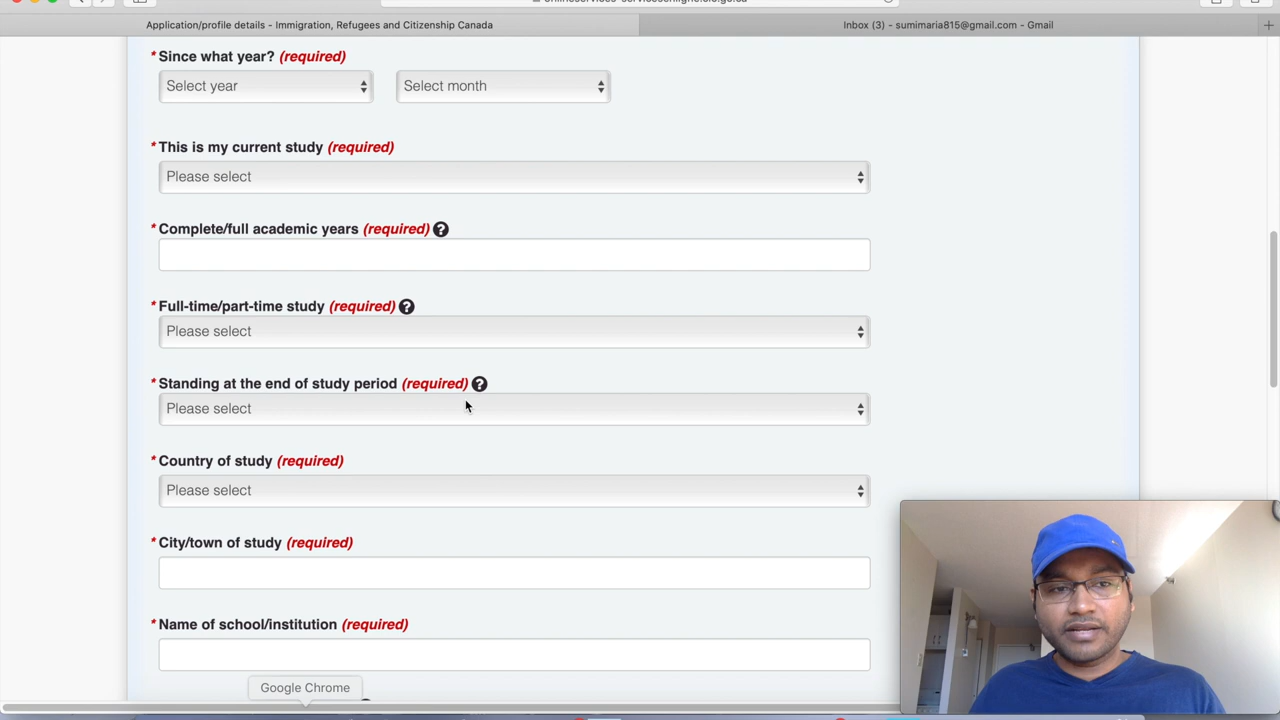 Application/profile details - Immigration, Refugees and Citizenship Canada
Inbox (3) - sumimaria815@gmail.com - Gmail
* Since what year? (required)
Select year
Select month
* This is my current study (required)
Please select
* Complete/full academic years (required) ?
* Full-time/part-time study (required) ?
Please select
* Standing at the end of study period (required) ?
Please select
* Country of study (required)
Please select
* City/town of study (required)
* Name of school/institution (required)
Google Chrome